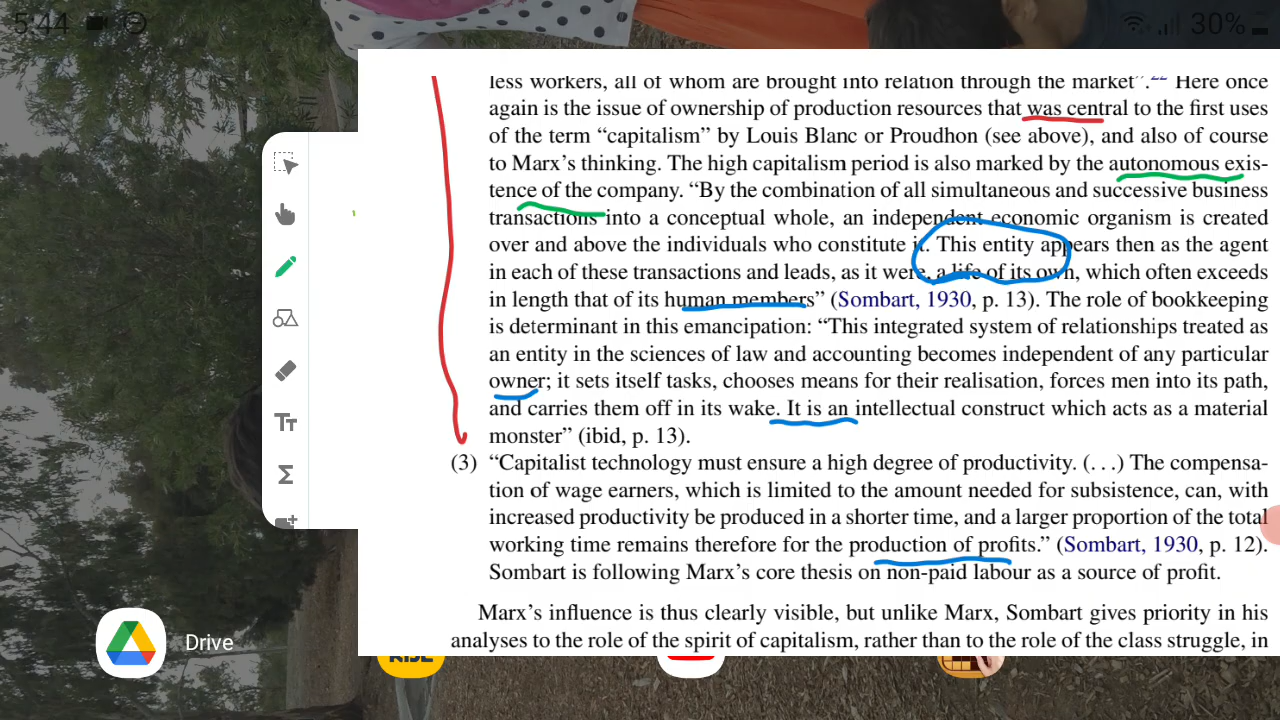 5:44
30%
less workers, all of whom are brought into relation through the market”.22 Here once
again is the issue of ownership of production resources that was central to the first uses
of the term “capitalism” by Louis Blanc or Proudhon (see above), and also of course
to Marx’s thinking. The high capitalism period is also marked by the autonomous exis-
tence of the company. “By the combination of all simultaneous and successive business
transactions into a conceptual whole, an independent economic organism is created
over and above the individuals who constitute it. This entity appears then as the agent
in each of these transactions and leads, as it were, a life of its own, which often exceeds
in length that of its human members” (Sombart, 1930, p. 13). The role of bookkeeping
is determinant in this emancipation: “This integrated system of relationships treated as
an entity in the sciences of law and accounting becomes independent of any particular
owner; it sets itself tasks, chooses means for their realisation, forces men into its path,
and carries them off in its wake. It is an intellectual construct which acts as a material
monster” (ibid, p. 13).
(3) “Capitalist technology must ensure a high degree of productivity. (. . .) The compensa-
tion of wage earners, which is limited to the amount needed for subsistence, can, with
increased productivity be produced in a shorter time, and a larger proportion of the total
working time remains therefore for the production of profits.” (Sombart, 1930, p. 12).
Sombart is following Marx’s core thesis on non-paid labour as a source of profit.
Marx’s influence is thus clearly visible, but unlike Marx, Sombart gives priority in his
analyses to the role of the spirit of capitalism, rather than to the role of the class struggle, in
Tт
Σ
Drive